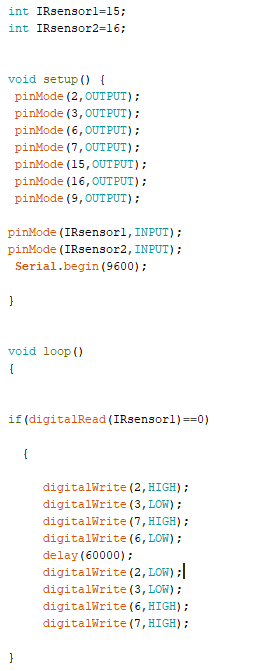 int IRsensor1=15;
int IRsensor2=16;
void setup() {
pinMode(2,OUTPUT);
pinMode(3,OUTPUT);
pinMode(6,OUTPUT);
pinMode(7,OUTPUT);
pinMode(15,OUTPUT);
pinMode(16,OUTPUT);
pinMode(9,OUTPUT);
pinMode(IRsensor1,INPUT);
pinMode(IRsensor2,INPUT);
Serial.begin(9600);
}
void loop()
{
if(digitalRead(IRsensor1)==0)
{
digitalWrite(2,HIGH);
digitalWrite(3,LOW);
digitalWrite(7,HIGH);
digitalWrite(6,LOW);
delay(60000);
digitalWrite(2,LOW);
digitalWrite(3,LOW);
digitalWrite(6,HIGH);
digitalWrite(7,HIGH);
}